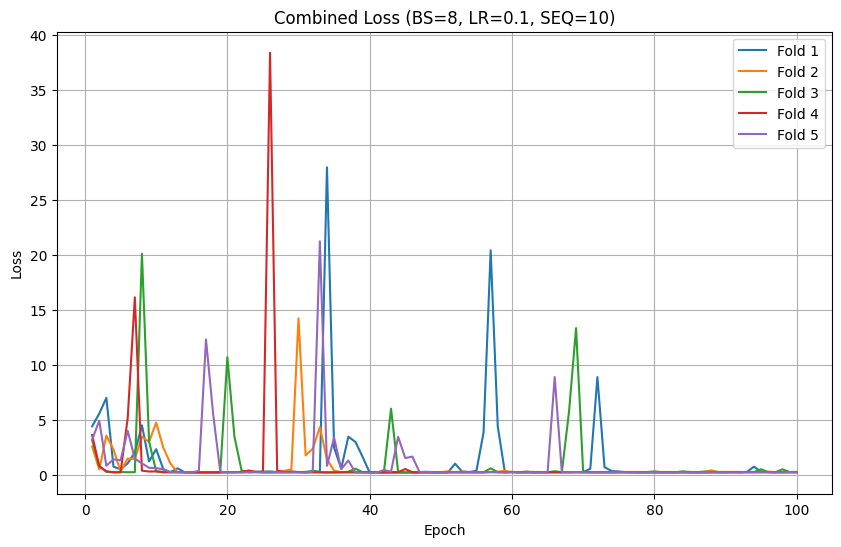 Combined Loss (BS=8, LR=0.1, SEQ=10)
Fold 1
Fold 2
Fold 3
Fold 4
Fold 5
Loss
40
35
30
25
20
15
10
5
0
0 20 40 60 80 100
Epoch